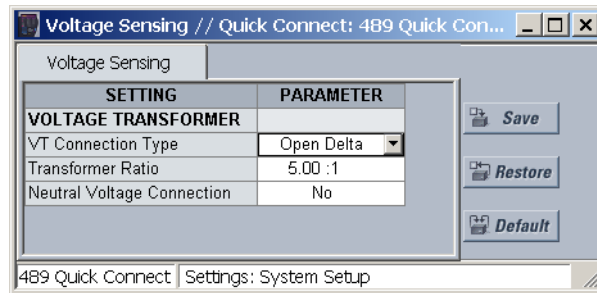 Voltage Sensing // Quick Connect: 489 Quick Con...
Voltage Sensing
SETTING PARAMETER
VOLTAGE TRANSFORMER
VT Connection Type Open Delta
Transformer Ratio 5.00 :1
Neutral Voltage Connection No
Save
Restore
Default
489 Quick Connect Settings: System Setup